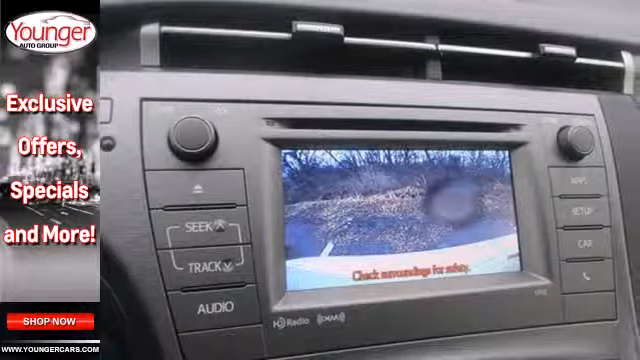 Younger
AUTO GROUP
Exclusive
Offers,
Specials
and More!
SHOP NOW
WWW.YOUNGERCARS.COM
SEEK
TRACK
AUDIO
Check surroundings for safety.
HD Radio ((XM))
APPS
SETUP
CAR